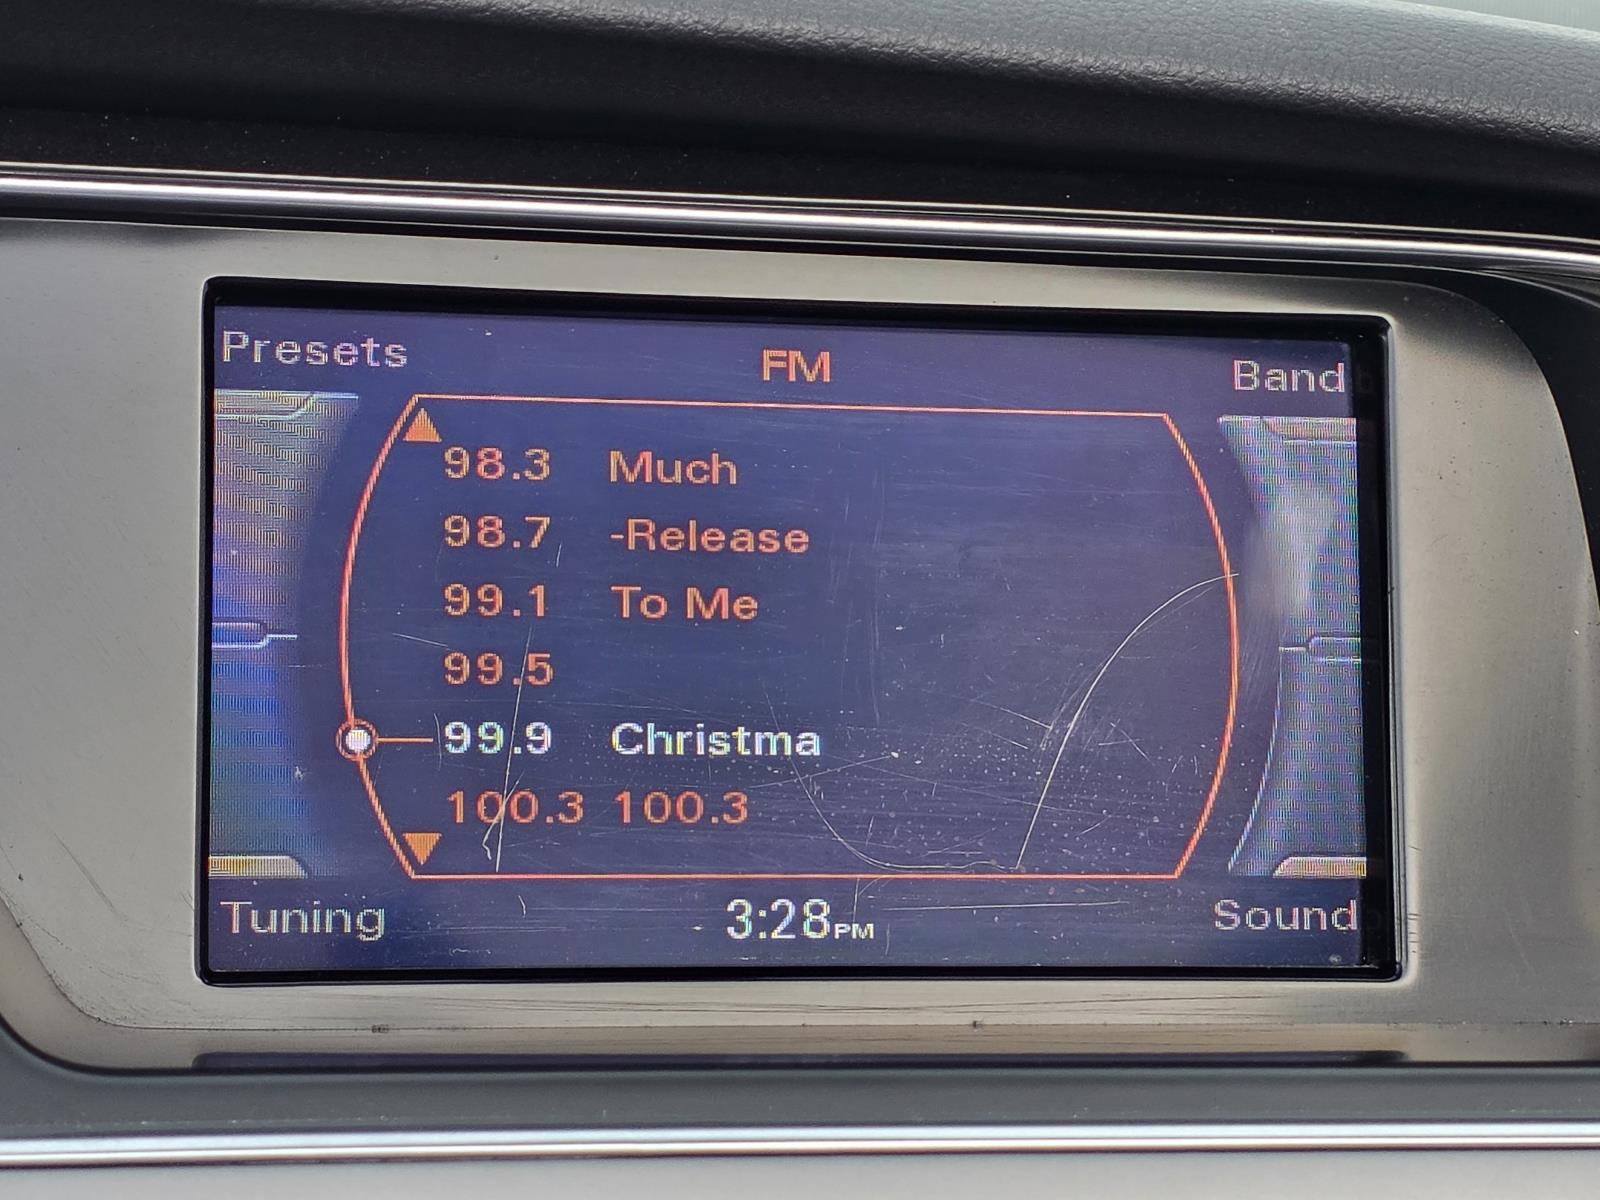 Presets FM Band
98.3 Much
98.7 -Release
99.1 To Me
99.5
99.9 Christma
100.3 100.3
Tuning 3:28PM Sound